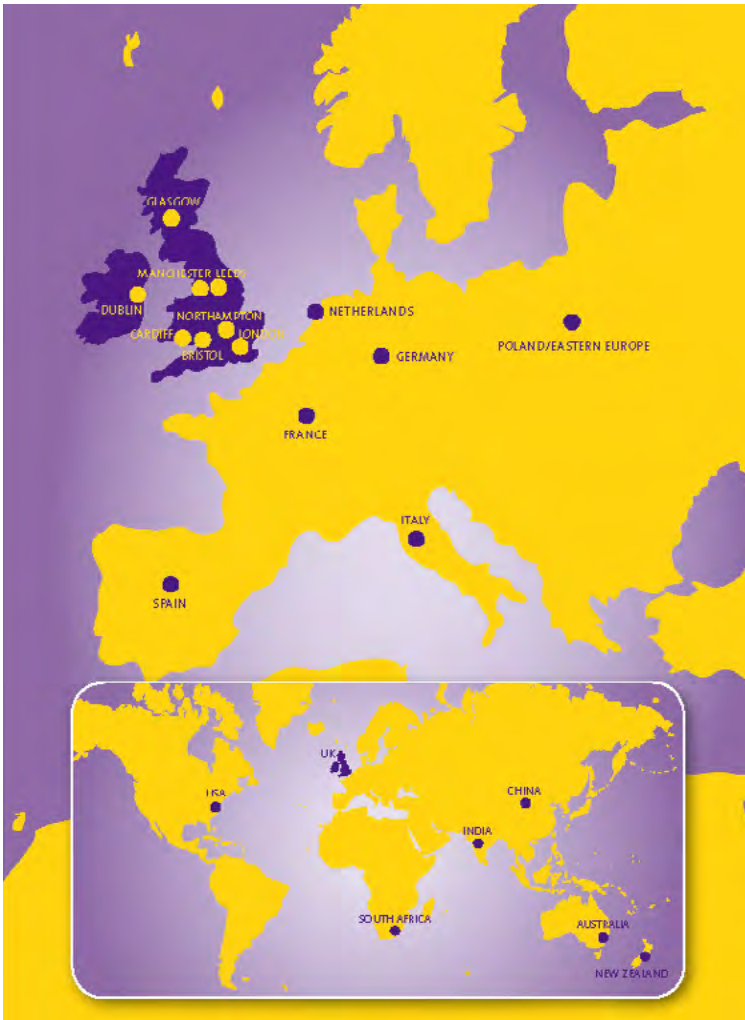 GLASGOW
MANCHESTER LEEDS
DUBLIN
NORTHAMPTON
CARDIFF
LONDON
BRISTOL
NETHERLANDS
GERMANY
POLAND/EASTERN EUROPE
FRANCE
ITALY
SPAIN
UK
USA
CHINA
INDIA
SOUTH AFRICA
AUSTRALIA
NEW ZEALAND